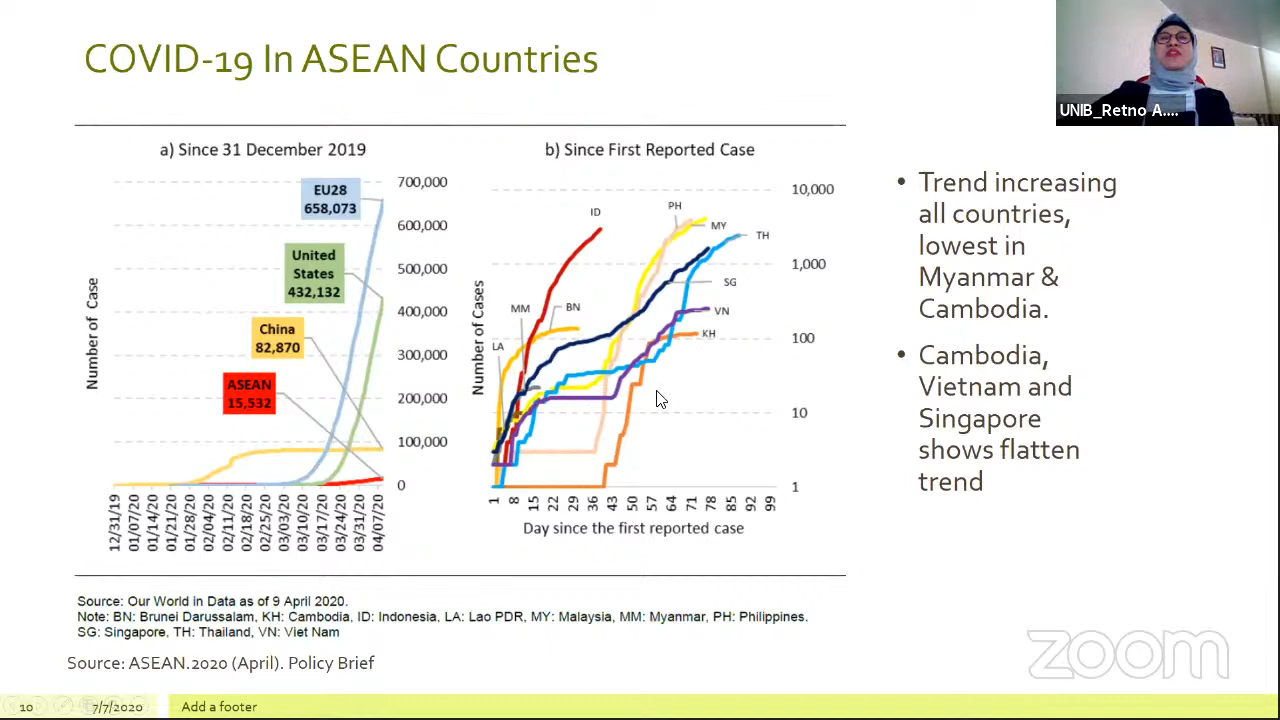 COVID-19 In ASEAN Countries
UNIB_Retno A....
a) Since 31 December 2019
b) Since First Reported Case
Number of Case
700,000
600,000
500,000
400,000
300,000
200,000
100,000
0
EU28
658,073
United
States
432,132
China
82,870
ASEAN
15,532
12/31/19
01/07/20
01/14/20
01/21/20
01/28/20
02/04/20
02/11/20
02/18/20
02/25/20
03/03/20
03/10/20
03/17/20
03/24/20
03/31/20
04/07/20
Number of Cases
10,000
1,000
100
10
1
ID
PH
MY
TH
SG
MM
BN
VN
LA
KH
1
8
15
22
29
36
43
50
57
64
71
78
85
92
99
Day since the first reported case
• Trend increasing
all countries,
lowest in
Myanmar &
Cambodia.
• Cambodia,
Vietnam and
Singapore
shows flatten
trend
Source: Our World in Data as of 9 April 2020.
Note: BN: Brunei Darussalam, KH: Cambodia, ID: Indonesia, LA: Lao PDR, MY: Malaysia, MM: Myanmar, PH: Philippines.
SG: Singapore, TH: Thailand, VN: Viet Nam
Source: ASEAN.2020 (April). Policy Brief
zoom
10
7/7/2020
Add a footer